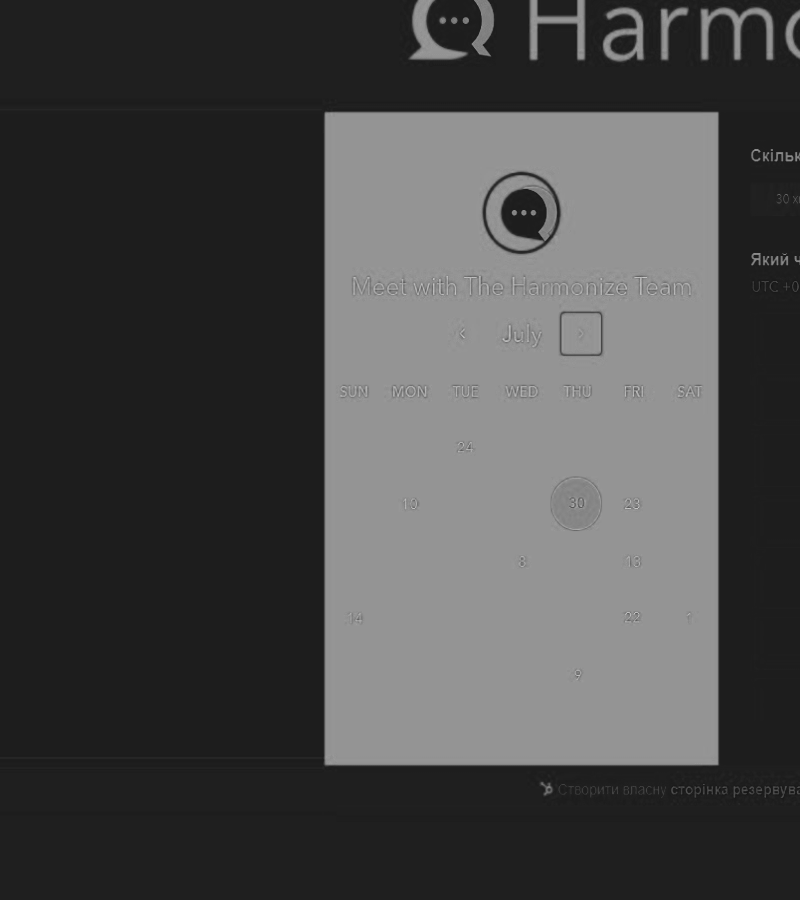 Harmo
Meet with The Harmonize Team
July
SUN MON TUE WED THU FRI SAT
24
10 30 23
8 13
14 22 1
9
Скільк
30 х
Який ч
UTC +0
Створити власну сторінка резервува